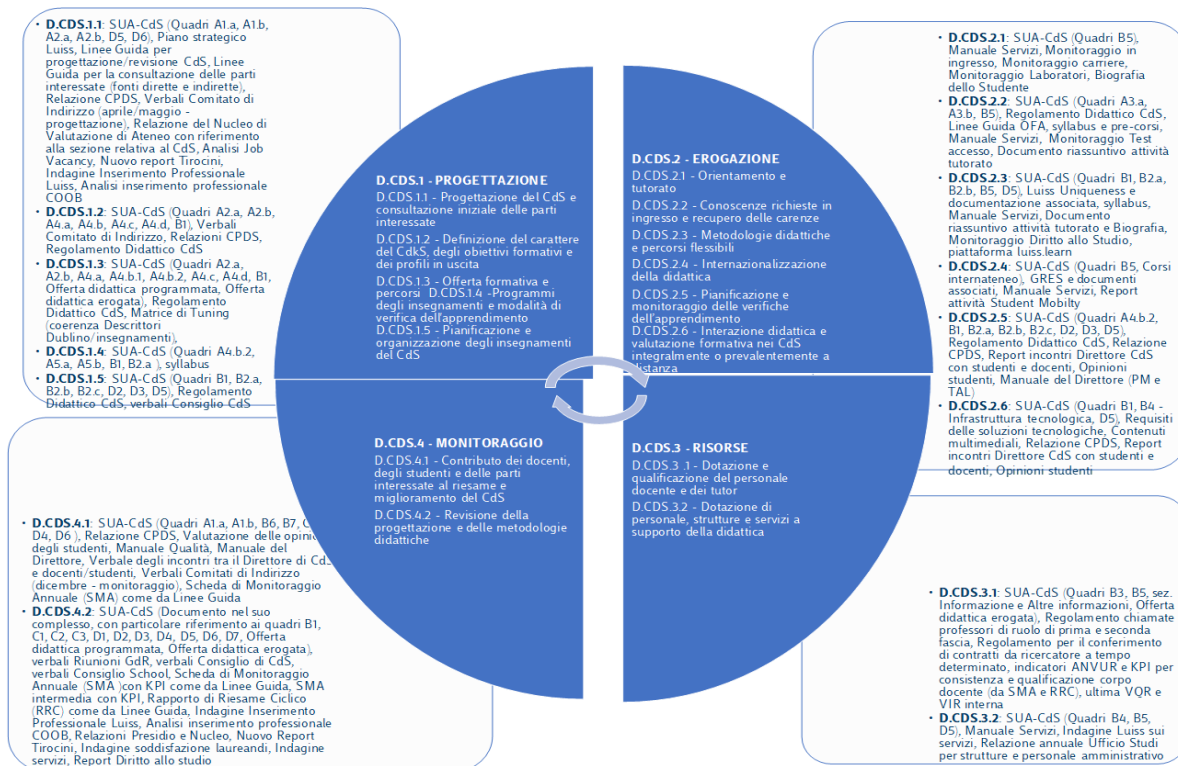 • D.CDS.1.1: SUA-CdS (Quadri A1.a, A1.b,
A2.a, A2.b, D5, D6), Piano strategico
Luiss, Linee Guida per
progettazione/revisione CdS, Linee
Guida per la consultazione delle parti
interessate (fonti dirette e indirette),
Relazione CPDS, Verbali Comitato di
Indirizzo (aprile/maggio -
progettazione), Relazione del Nucleo di
Valutazione di Ateneo con riferimento
alla sezione relativa al CdS, Analisi Job
Vacancy, Nuovo report Tirocini,
Indagine Inserimento Professionale
Luiss, Analisi inserimento professionale
COOB
• D.CDS.1.2: SUA-CdS (Quadri A2.a, A2.b,
A4.a, A4.b, A4.c, A4.d, B1), Verbali
Comitato di Indirizzo, Relazioni CPDS,
Regolamento Didattico CdS
• D.CDS.1.3: SUA-CdS (Quadri A2.a,
A2.b, A4.a, A4.b.1, A4.b.2, A4.c, A4.d, B1,
Offerta didattica programmata, Offerta
didattica erogata), Regolamento
Didattico CdS, Matrice di Tuning
(coerenza Descrittori
Dublino/insegnamenti),
• D.CDS.1.4: SUA-CdS (Quadri A4.b.2,
A5.a, A5.b, B1, B2.a ), syllabus
• D.CDS.1.5: SUA-CdS (Quadri B1, B2.a,
B2.b, B2.c, D2, D3, D5), Regolamento
Didattico CdS, verbali Consiglio CdS
D.CDS.1 - PROGETTAZIONE
D.CDS.1.1 - Progettazione del CdS e
consultazione iniziale delle parti
interessate
D.CDS.1.2 - Definizione del carattere
del CdkS, degli obiettivi formativi e
dei profili in uscita
D.CDS.1.3 - Offerta formativa e
percorsi D.CDS.1.4 -Programmi
degli insegnamenti e modalità di
verifica dell'apprendimento
D.CDS.1.5 - Pianificazione e
organizzazione degli insegnamenti
del CdS
D.CDS.2 - EROGAZIONE
D.CDS.2.1 - Orientamento e
tutorato
D.CDS.2.2 - Conoscenze richieste in
ingresso e recupero delle carenze
D.CDS.2.3 - Metodologie didattiche
e percorsi flessibili
D.CDS.2.4 - Internazionalizzazione
della didattica
D.CDS.2.5 - Pianificazione e
monitoraggio delle verifiche
dell'apprendimento
D.CDS.2.6 - Interazione didattica e
valutazione formativa nei CdS
integralmente o prevalentemente a
distanza
• D.CDS.2.1: SUA-CdS (Quadri B5),
Manuale Servizi, Monitoraggio in
ingresso, Monitoraggio carriere,
Monitoraggio Laboratori, Biografia
dello Studente
• D.CDS.2.2: SUA-CdS (Quadri A3.a,
A3.b, B5), Regolamento Didattico CdS,
Linee Guida OFA, syllabus e pre-corsi,
Manuale Servizi, Monitoraggio Test
accesso, Documento riassuntivo attività
tutorato
• D.CDS.2.3: SUA-CdS (Quadri B1, B2.a,
B2.b, B5, D5), Luiss Uniqueness e
documentazione associata, syllabus,
Manuale Servizi, Documento
riassuntivo attività tutorato e Biografia,
Monitoraggio Diritto allo Studio,
piattaforma luiss.learn
• D.CDS.2.4: SUA-CdS (Quadri B5, Corsi
internateneo), GRES e documenti
associati, Manuale Servizi, Report
attività Student Mobilty
• D.CDS.2.5: SUA-CdS (Quadri A4.b.2,
B1, B2.a, B2.b, B2.c, D2, D3, D5),
Regolamento Didattico CdS, Relazione
CPDS, Report incontri Direttore CdS
con studenti e docenti, Opinioni
studenti, Manuale del Direttore (PM e
TAL)
• D.CDS.2.6: SUA-CdS (Quadri B1, B4 -
Infrastruttura tecnologica, D5), Requisiti
delle soluzioni tecnologiche, Contenuti
multimediali, Relazione CPDS, Report
incontri Direttore CdS con studenti e
docenti, Opinioni studenti
D.CDS.4 - MONITORAGGIO
D.CDS.4.1 - Contributo dei docenti,
degli studenti e delle parti
interessate al riesame e
miglioramento del CdS
D.CDS.4.2 - Revisione della
progettazione e delle metodologie
didattiche
D.CDS.3 - RISORSE
D.CDS.3 .1 - Dotazione e
qualificazione del personale
docente e dei tutor
D.CDS.3.2 - Dotazione di
personale, strutture e servizi a
supporto della didattica
• D.CDS.4.1: SUA-CdS (Quadri A1.a, A1.b, B6, B7,
D4, D6 ), Relazione CPDS, Valutazione delle
degli studenti, Manuale Qualità, Manuale del
Direttore, Verbale degli incontri tra il Direttore di
e docenti/studenti, Verbali Comitati di Indirizzo
(dicembre - monitoraggio), Scheda di Monitoraggio
Annuale (SMA) come da Linee Guida
• D.CDS.4.2: SUA-CdS (Documento nel suo
complesso, con particolare riferimento ai quadri B1,
C1, C2, C3, D1, D2, D3, D4, D5, D6, D7, Offerta
didattica programmata, Offerta didattica erogata),
verbali Riunioni GdR, verbali Consiglio di CdS,
verbali Consiglio School, Scheda di Monitoraggio
Annuale (SMA )con KPI come da Linee Guida, SMA
intermedia con KPI, Rapporto di Riesame Ciclico
(RRC) come da Linee Guida, Indagine Inserimento
Professionale Luiss, Analisi inserimento professionale
COOB, Relazioni Presidio e Nucleo, Nuovo Report
Tirocini, Indagine soddisfazione laureandi, Indagine
servizi, Report Diritto allo studio
• D.CDS.3.1: SUA-CdS (Quadri B3, B5, sez.
Informazione e Altre informazioni, Offerta
didattica erogata), Regolamento chiamate
professori di ruolo di prima e seconda
fascia, Regolamento per il conferimento
di contratti da ricercatore a tempo
determinato, indicatori ANVUR e KPI per
consistenza e qualificazione corpo
docente (da SMA e RRC), ultima VQR e
VIR interna
• D.CDS.3.2: SUA-CdS (Quadri B4, B5,
D5), Manuale Servizi, Indagine Luiss sui
servizi, Relazione annuale Ufficio Studi
per strutture e personale amministrativo